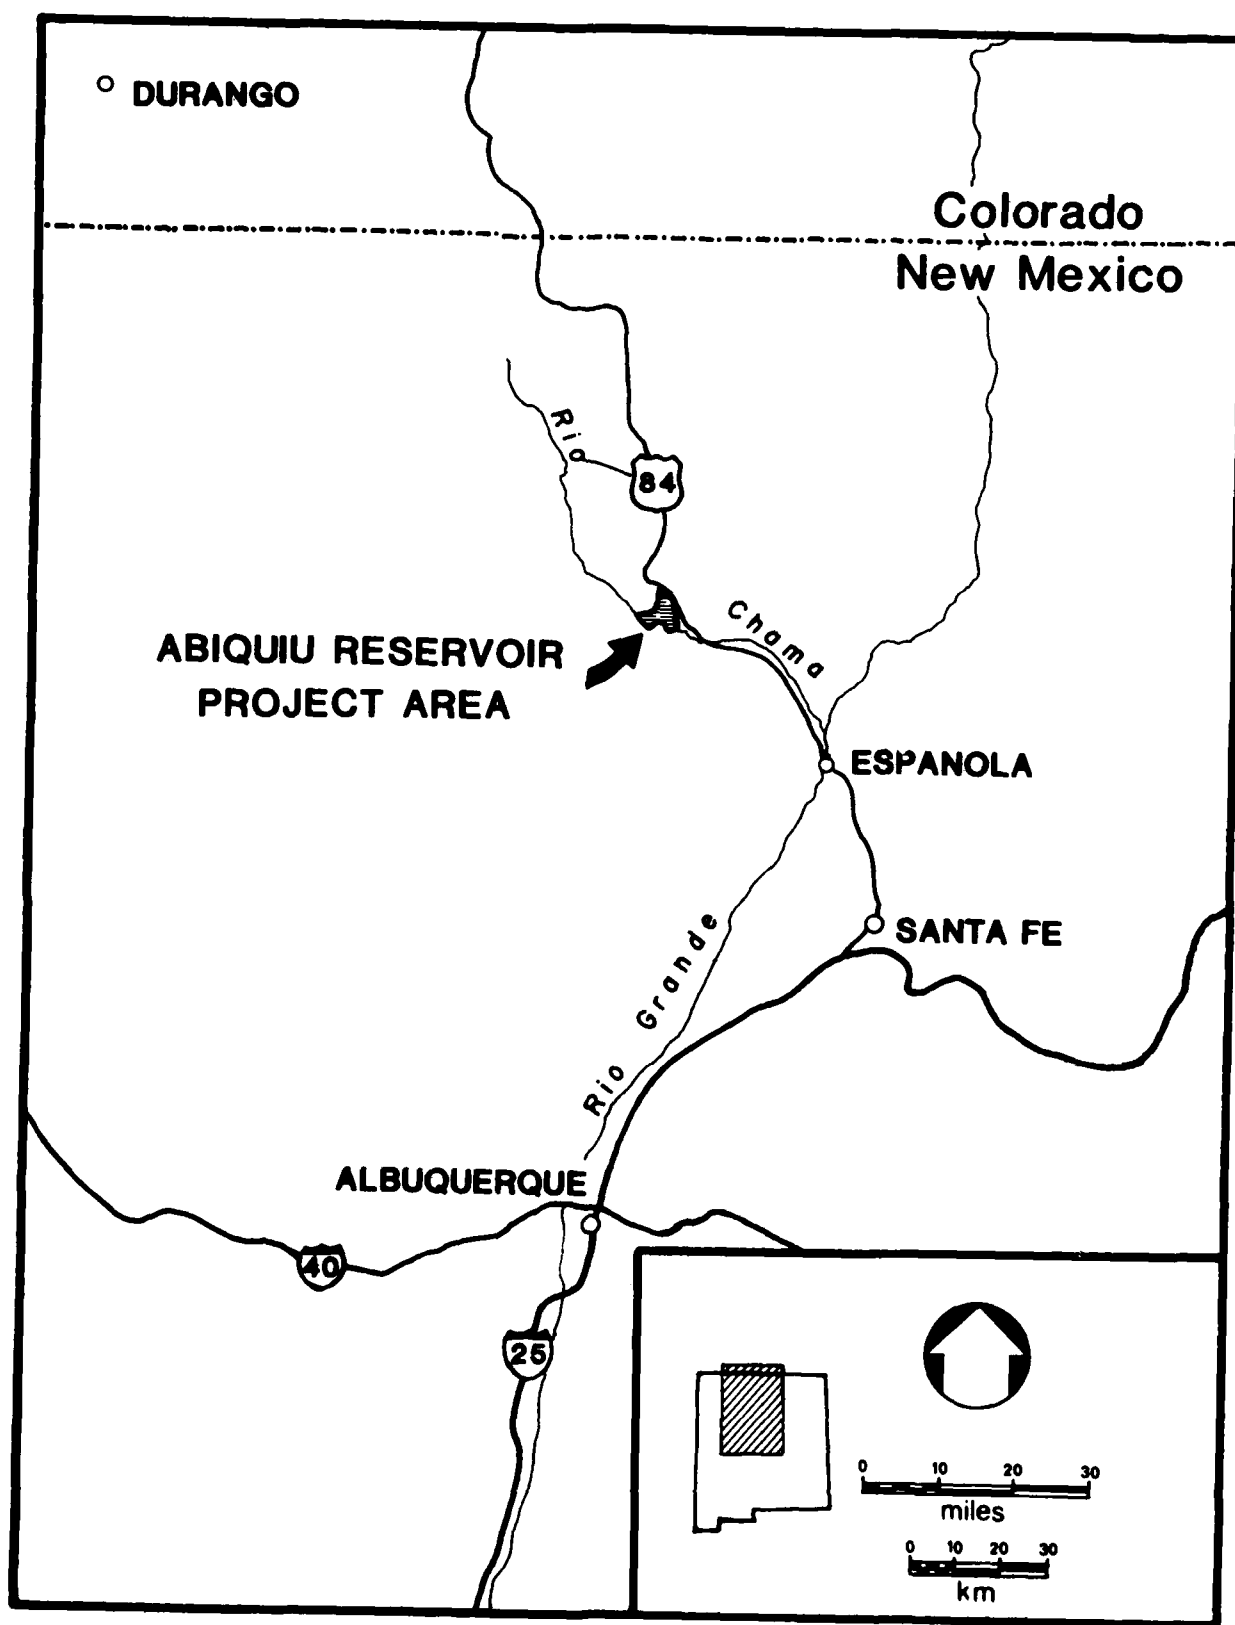 DURANGO
Colorado
New Mexico
Rio
84
Chama
ABIQUIU RESERVOIR
PROJECT AREA
ESPANOLA
SANTA FE
Rio Grande
ALBUQUERQUE
40
25
0 10 20 30
miles
0 10 20 30
km